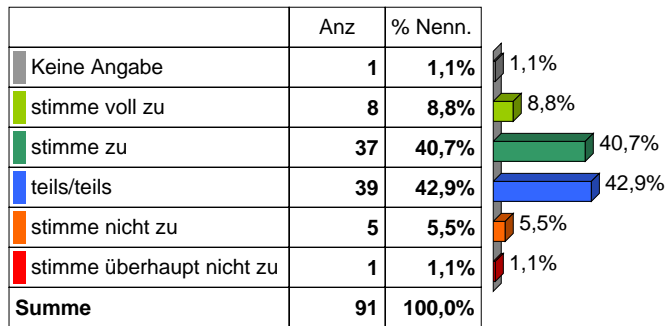 Anz % Nenn.
Keine Angabe 1 1,1% 1,1%
stimme voll zu 8 8,8% 8,8%
stimme zu 37 40,7% 40,7%
teils/teils 39 42,9% 42,9%
stimme nicht zu 5 5,5% 5,5%
stimme überhaupt nicht zu 1 1,1% 1,1%
Summe 91 100,0%